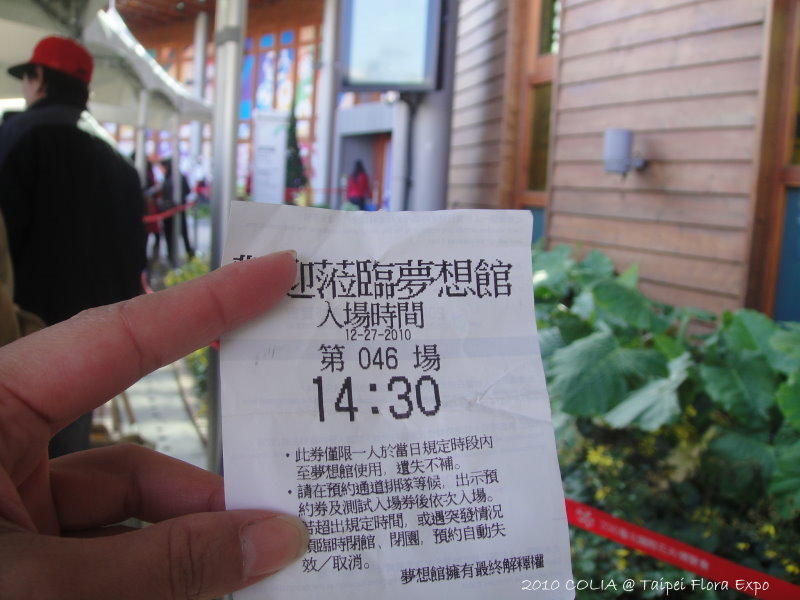 迎蒞臨夢想館
入場時間
12-27-2010
第 046 場
14:30
・此券僅限一人於當日規定時段內
至夢想館使用，遺失不補。
・請在預約通道排隊等候，出示預
約券及測試入場券後依次入場。
超出規定時間，或遇突發情況
臨時閉館、閉園，預約自動失
效／取消。
夢想館擁有最終解釋權
2010 COLIA @ Taipei Flora Expo